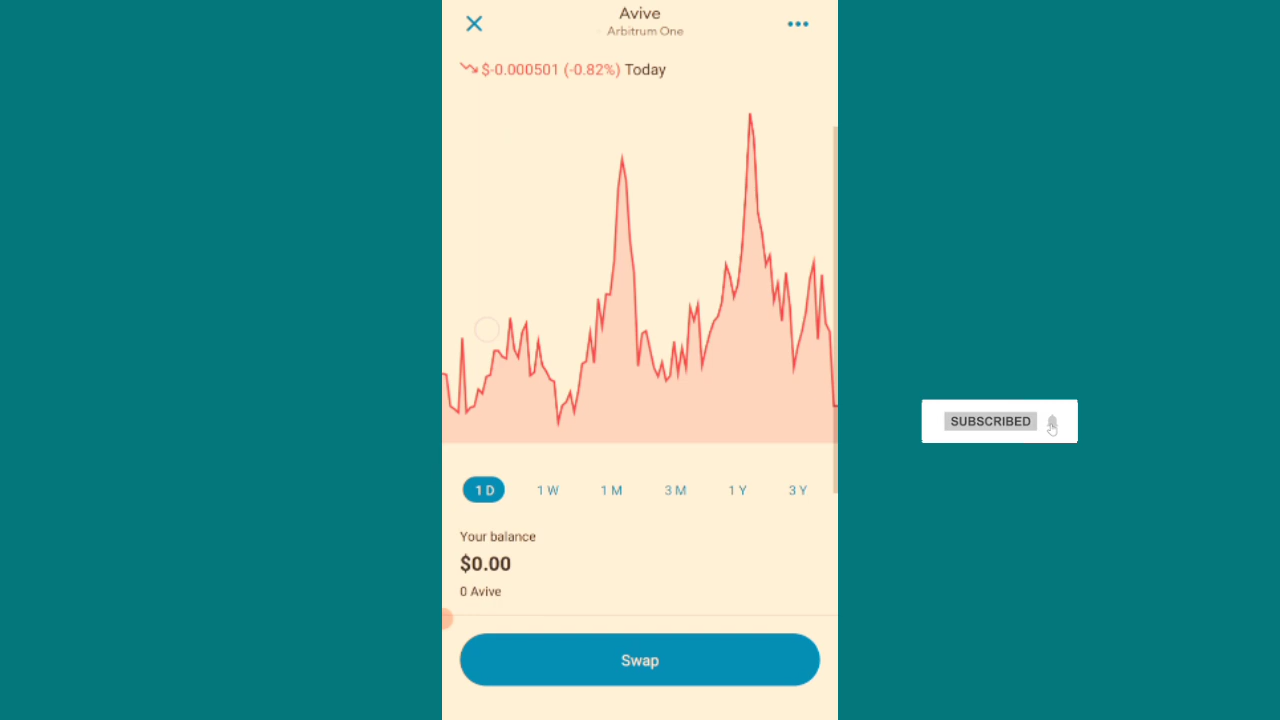 Avive
Arbitrum One
$-0.000501 (-0.82%) Today
1 D 1 W 1 M 3 M 1 Y 3 Y
Your balance
$0.00
0 Avive
Swap
SUBSCRIBED